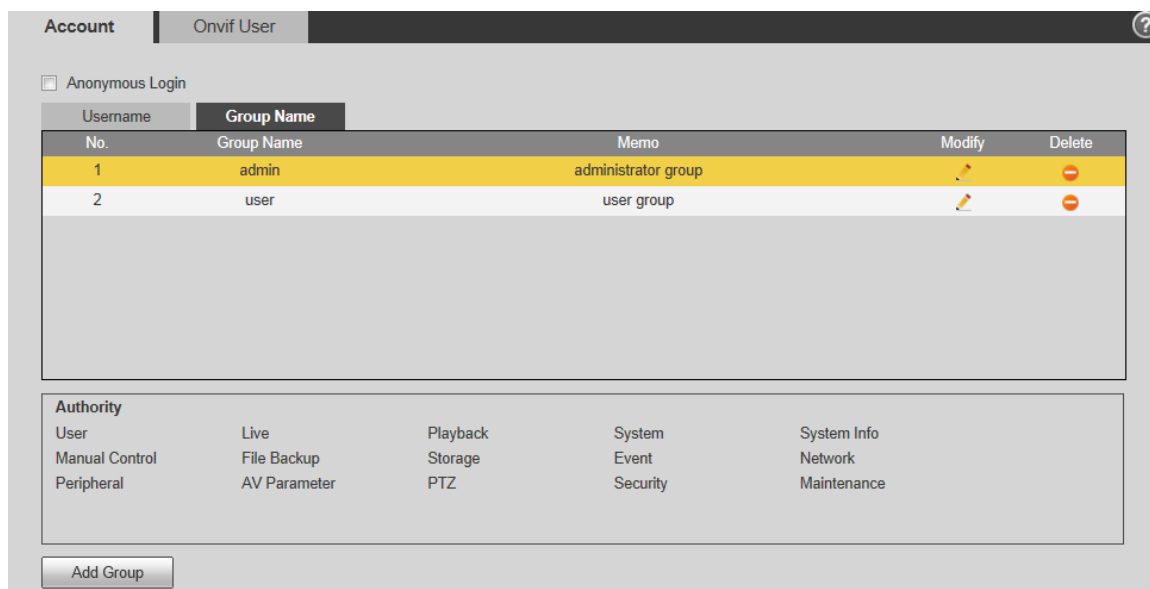 Account Onvif User ?
Anonymous Login
Username Group Name
No. Group Name Memo Modify Delete
1 admin administrator group
2 user user group
Authority
User Live Playback System System Info
Manual Control File Backup Storage Event Network
Peripheral AV Parameter PTZ Security Maintenance
Add Group